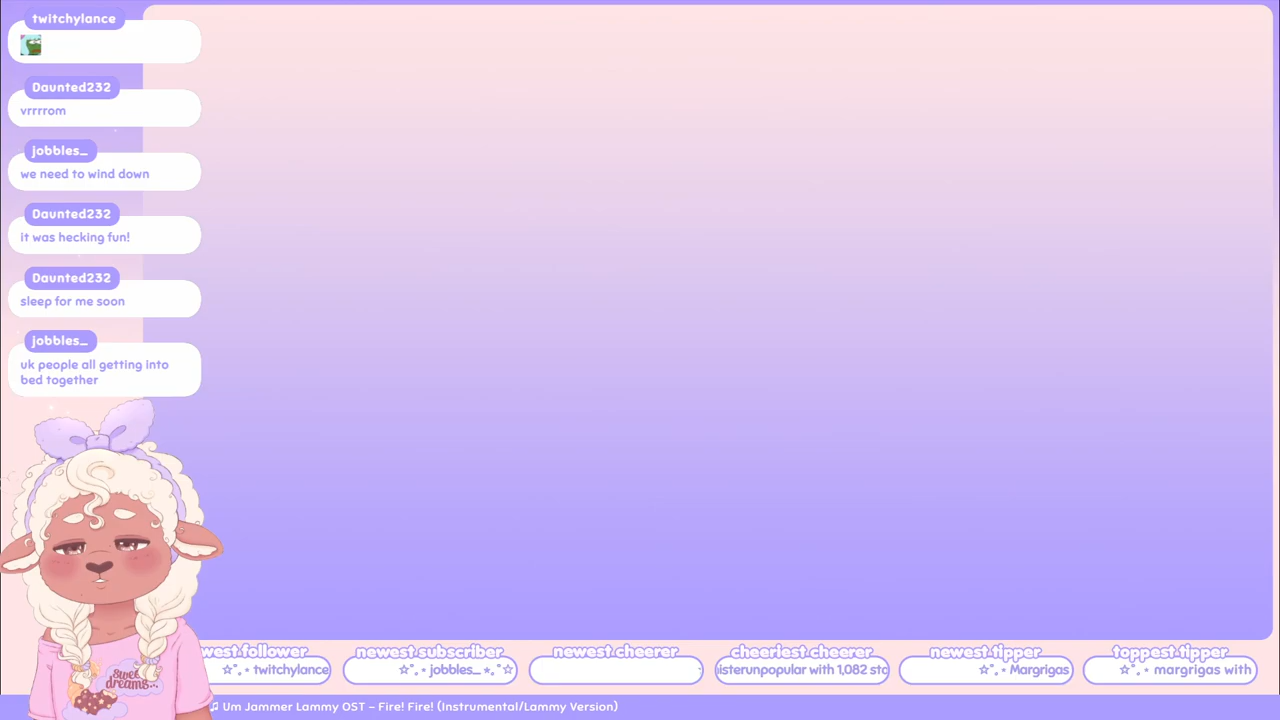 twitchylance
Daunted232
vrrrrom
jobbles_
we need to wind down
Daunted232
it was hecking fun!
Daunted232
sleep for me soon
jobbles_
uk people all getting into
bed together
sweet
dreams...
west follower
☆ﾟ.⋆ twitchylance
newest subscriber
☆ﾟ.⋆ jobbles_ ⋆.ﾟ☆
newest cheerer
cheeriest cheerer
isterunpopular with 1,082 sto
newest tipper
☆ﾟ.⋆ Margrigas
toppest tipper
☆ﾟ.⋆ margrigas with
♫ Um Jammer Lammy OST - Fire! Fire! (Instrumental/Lammy Version)